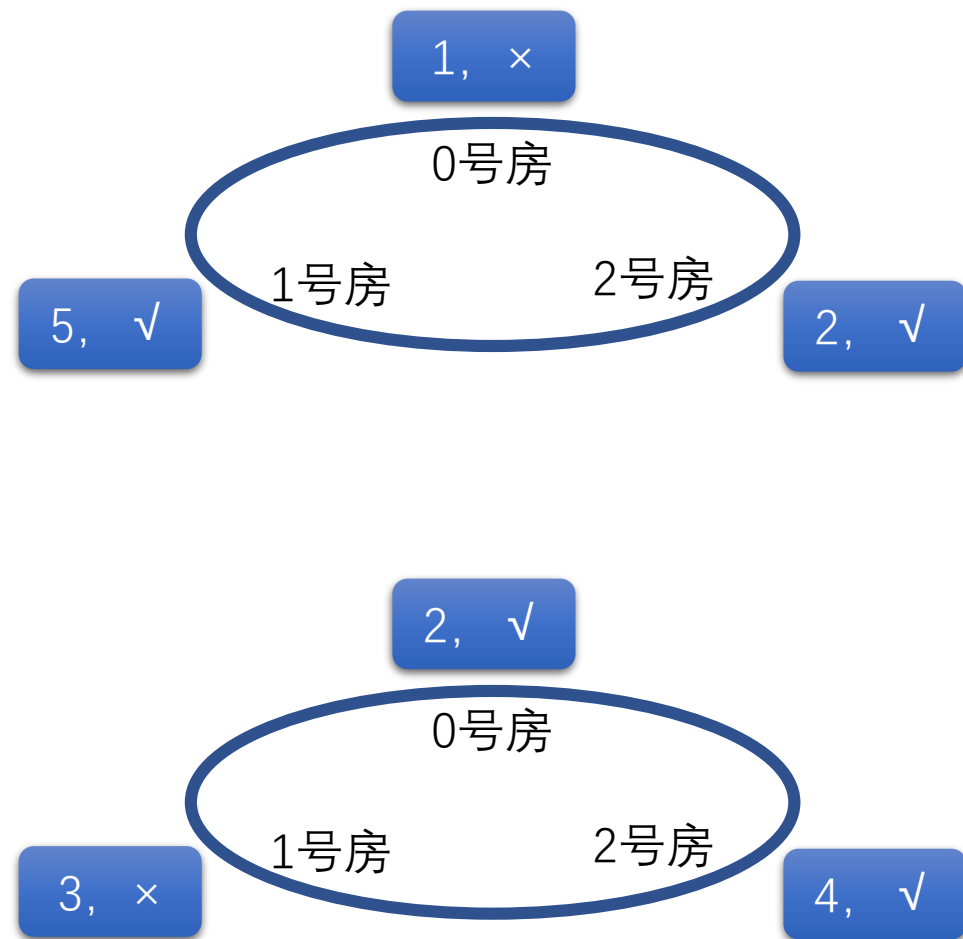 1, ×
0号房
1号房
2号房
5, √
2, √
2, √
0号房
1号房
2号房
3, ×
4, √